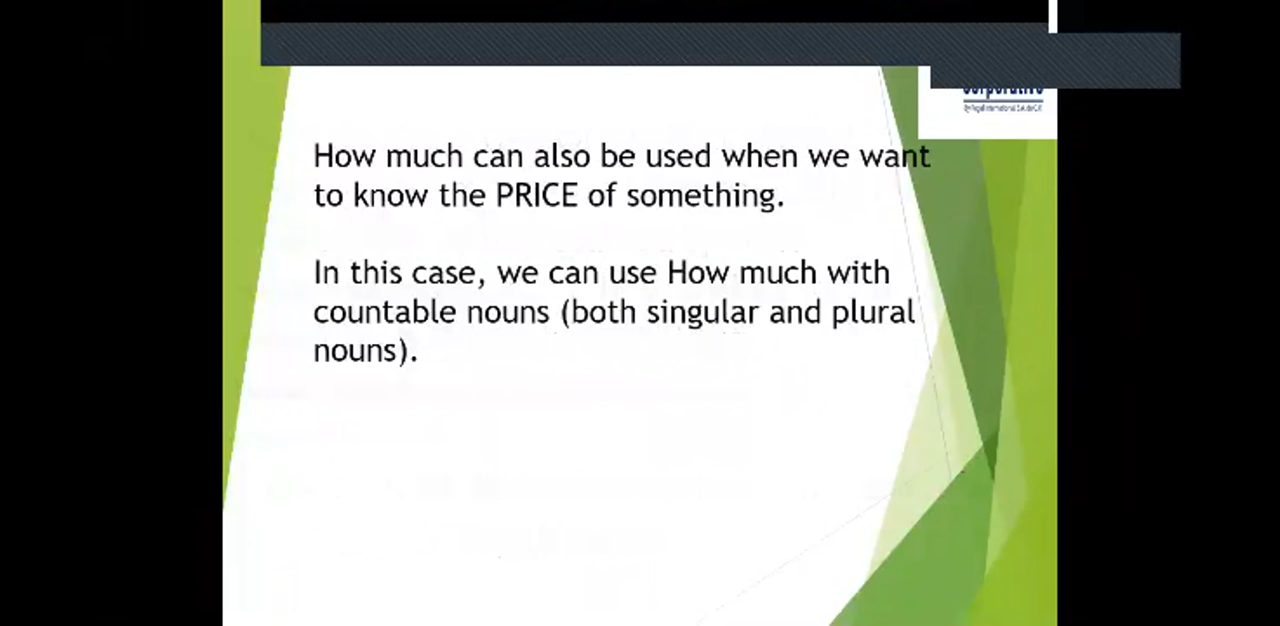 How much can also be used when we want
to know the PRICE of something.
In this case, we can use How much with
countable nouns (both singular and plural
nouns).